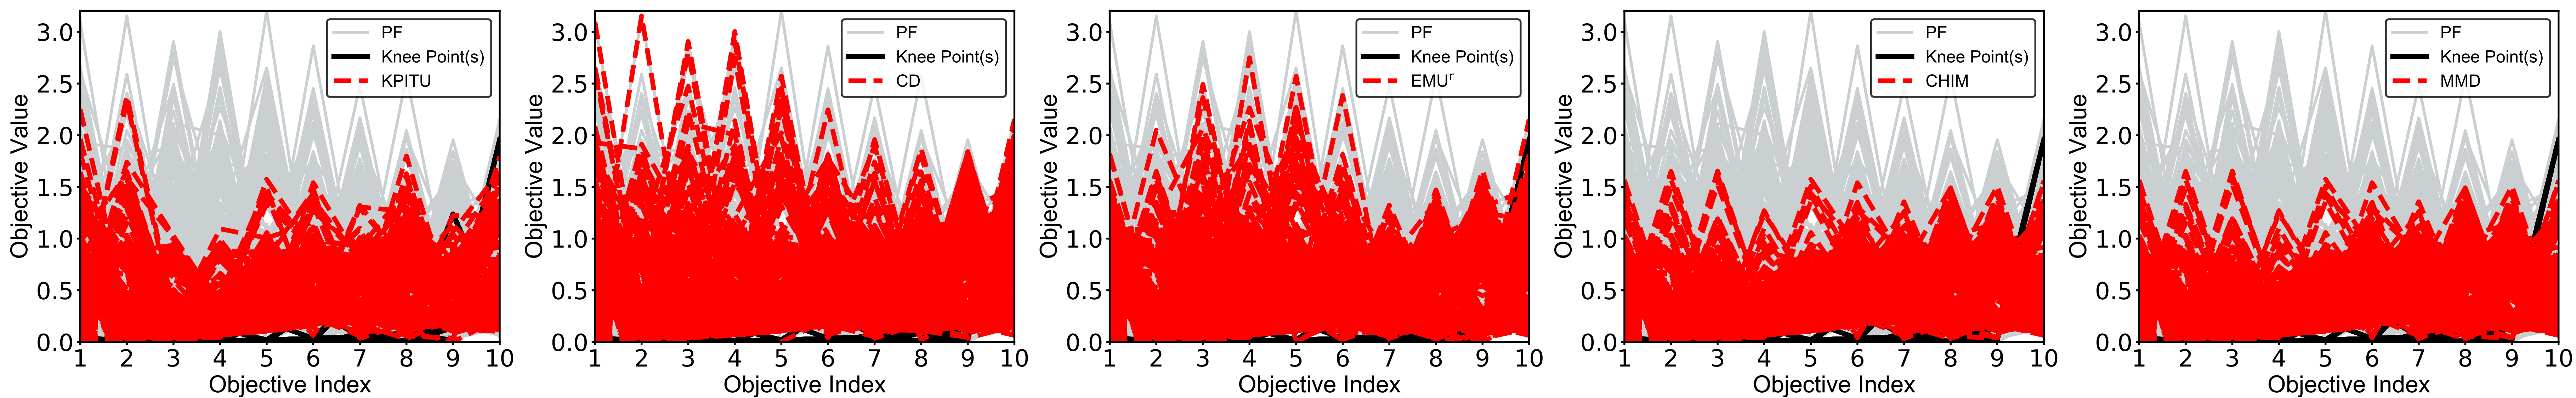 PF
Knee Point(s)
KPITU
Objective Value
3.0
2.5
2.0
1.5
1.0
0.5
0.0
1 2 3 4 5 6 7 8 9 10
Objective Index
PF
Knee Point(s)
CD
Objective Value
3.0
2.5
2.0
1.5
1.0
0.5
0.0
1 2 3 4 5 6 7 8 9 10
Objective Index
PF
Knee Point(s)
EMUʳ
Objective Value
3.0
2.5
2.0
1.5
1.0
0.5
0.0
1 2 3 4 5 6 7 8 9 10
Objective Index
PF
Knee Point(s)
CHIM
Objective Value
3.0
2.5
2.0
1.5
1.0
0.5
0.0
1 2 3 4 5 6 7 8 9 10
Objective Index
PF
Knee Point(s)
MMD
Objective Value
3.0
2.5
2.0
1.5
1.0
0.5
0.0
1 2 3 4 5 6 7 8 9 10
Objective Index